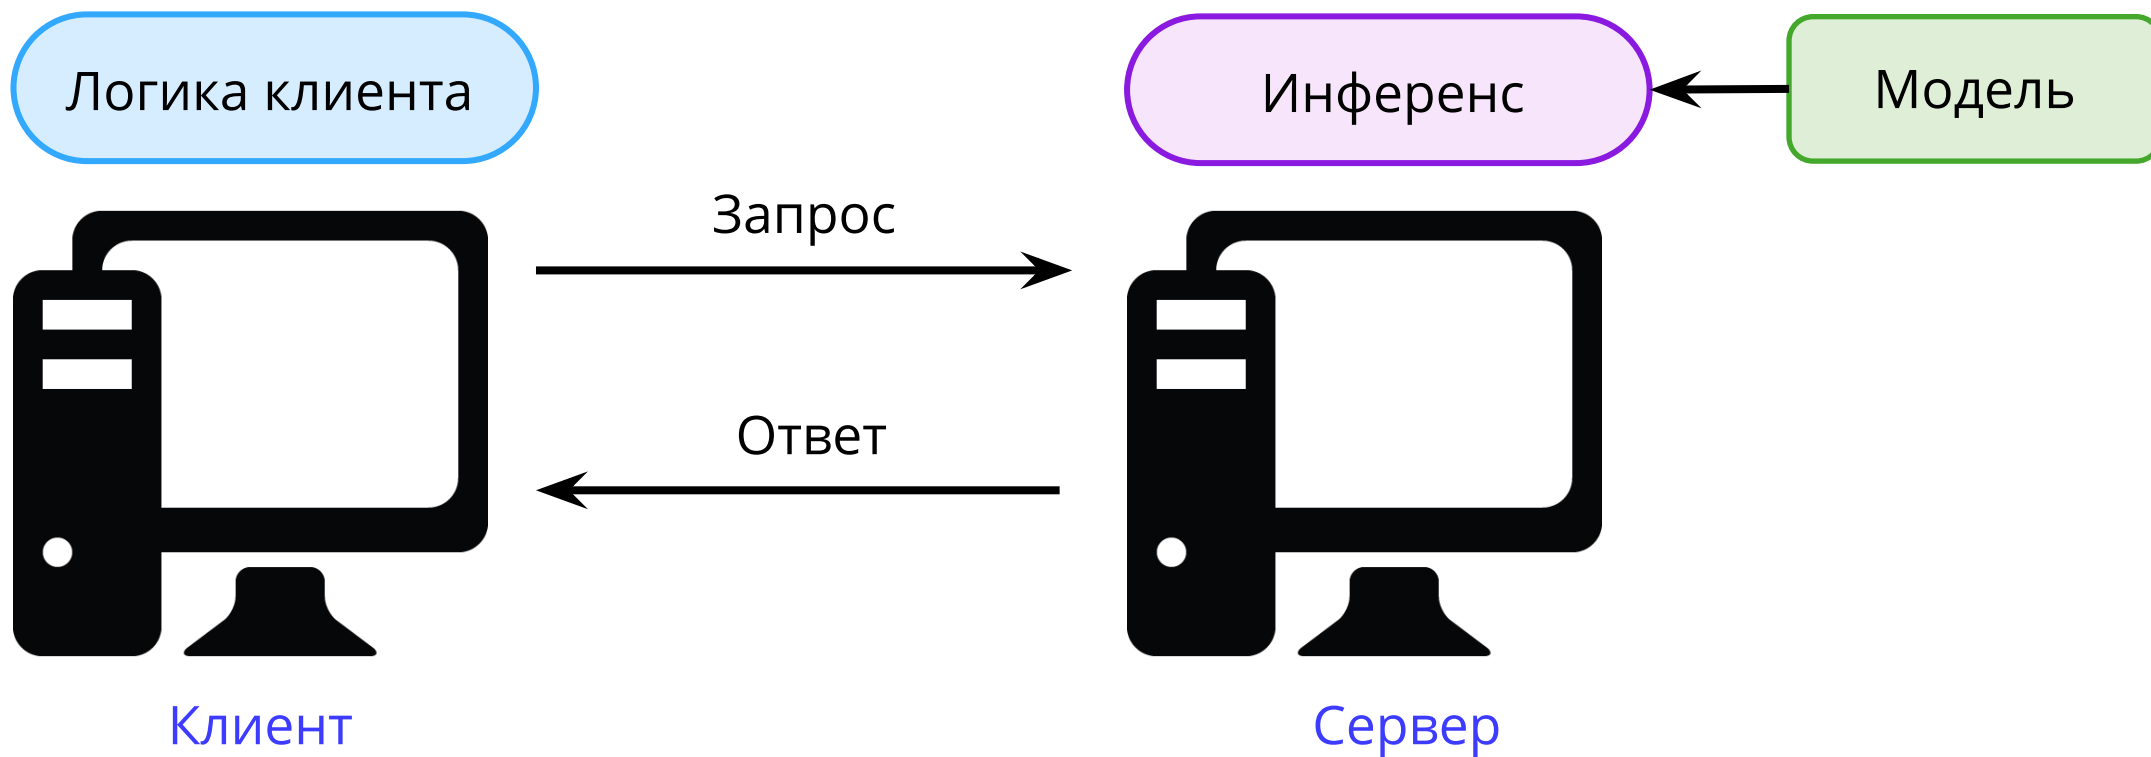 Логика клиента
Инференс
Модель
Запрос
Ответ
Клиент
Сервер